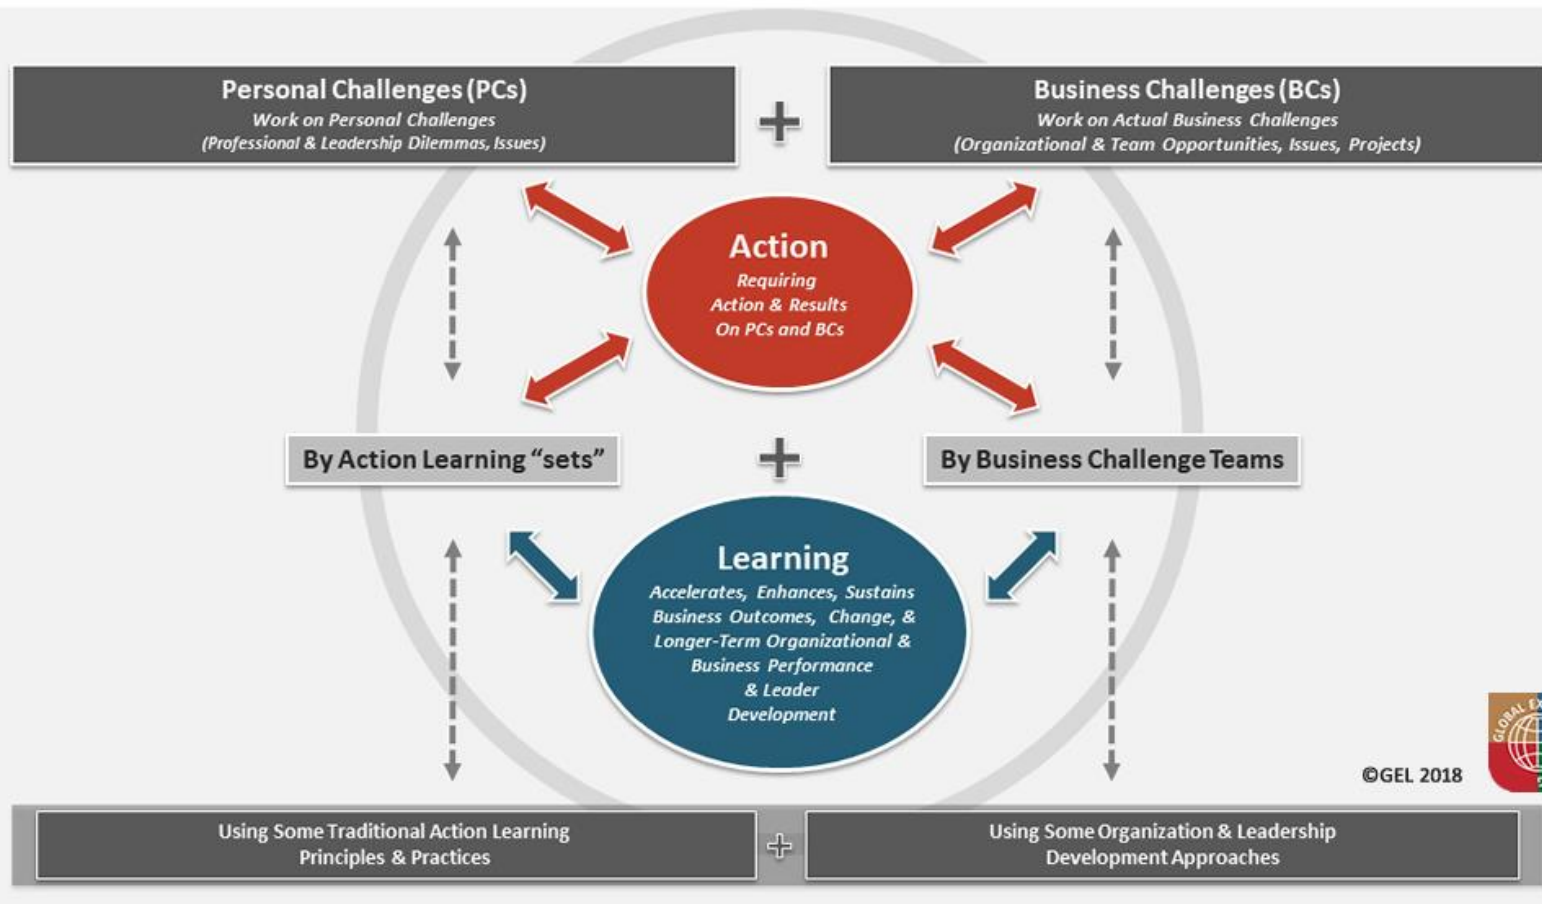 Personal Challenges (PCs)
Work on Personal Challenges
(Professional & Leadership Dilemmas, Issues)
Business Challenges (BCs)
Work on Actual Business Challenges
(Organizational & Team Opportunities, Issues, Projects)
Action
Requiring
Action & Results
On PCs and BCs
By Action Learning “sets”
By Business Challenge Teams
Learning
Accelerates, Enhances, Sustains
Business Outcomes, Change, &
Longer-Term Organizational &
Business Performance
& Leader
Development
GLOBAL
©GEL 2018
Using Some Traditional Action Learning
Principles & Practices
Using Some Organization & Leadership
Development Approaches